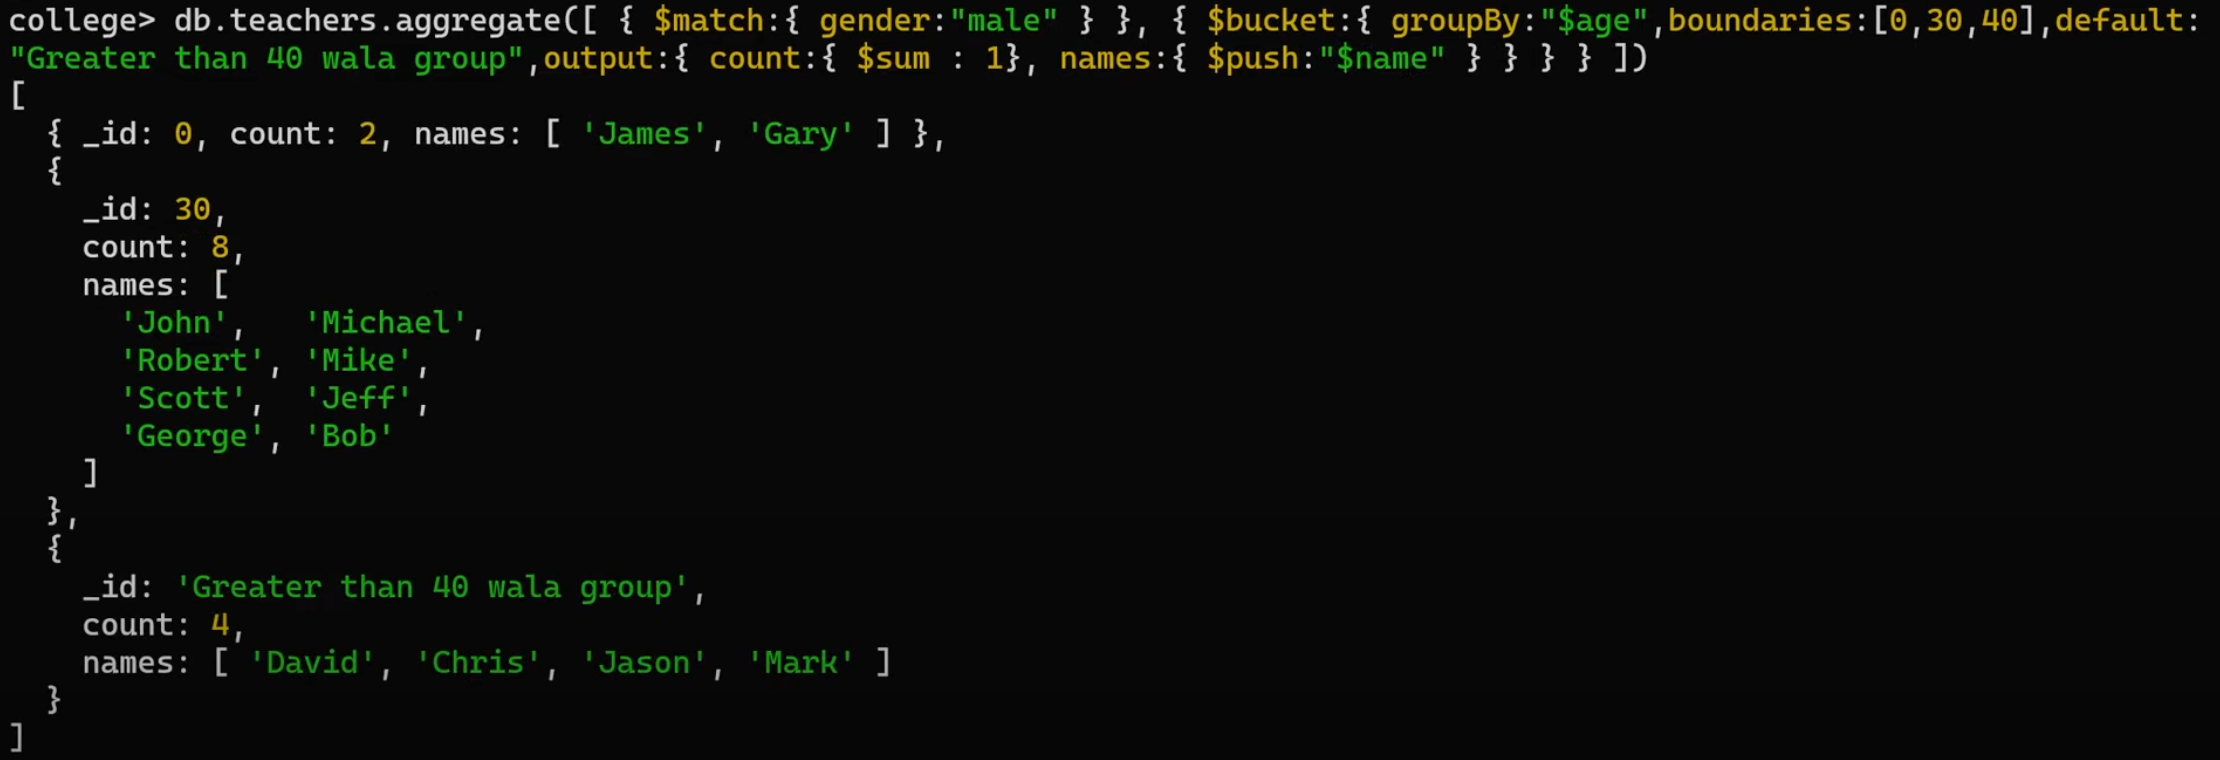 college> db.teachers.aggregate([ { $match:{ gender:"male" } }, { $bucket:{ groupBy:"$age",boundaries:[0,30,40],default:
"Greater than 40 wala group",output:{ count:{ $sum : 1}, names:{ $push:"$name" } } } } ])
[
  { _id: 0, count: 2, names: [ 'James', 'Gary' ] },
  {
    _id: 30,
    count: 8,
    names: [
      'John',   'Michael',
      'Robert', 'Mike',
      'Scott',  'Jeff',
      'George', 'Bob'
    ]
  },
  {
    _id: 'Greater than 40 wala group',
    count: 4,
    names: [ 'David', 'Chris', 'Jason', 'Mark' ]
  }
]